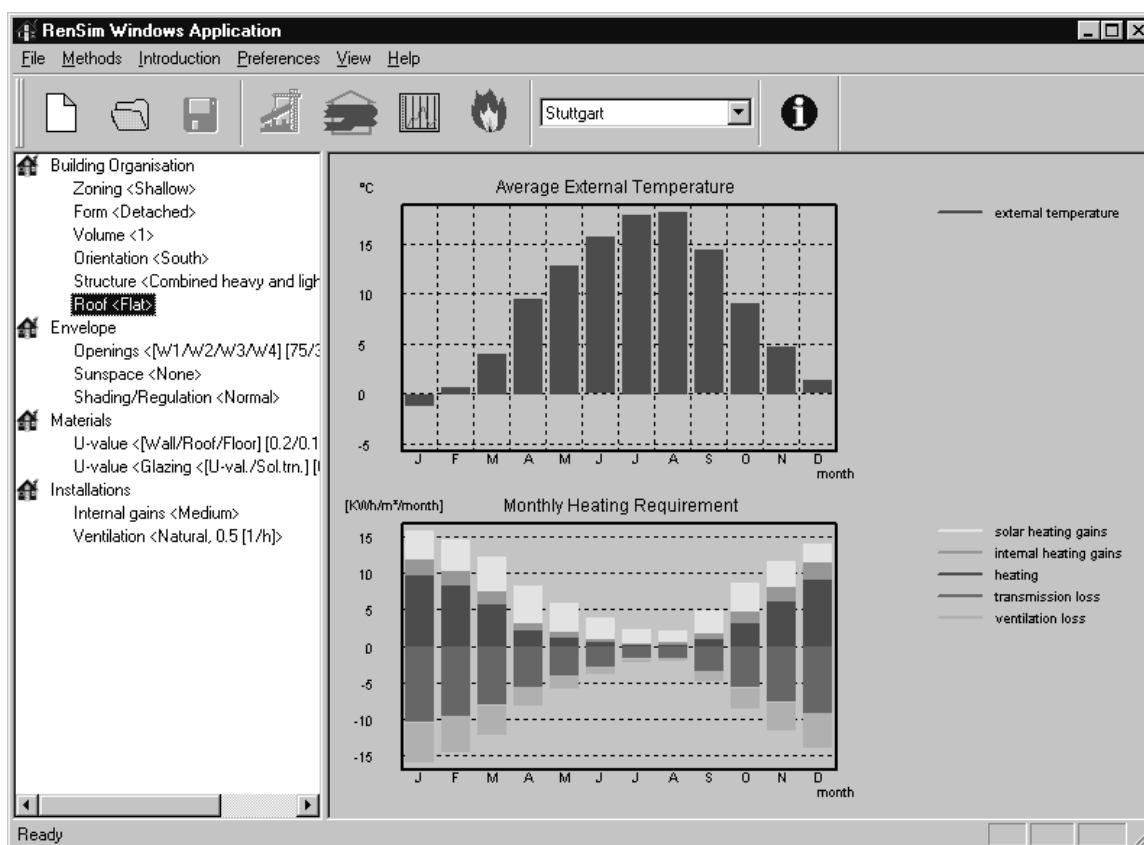 RenSim Windows Application
File Methods Introduction Preferences View Help
Stuttgart
Building Organisation
Zoning <Shallow>
Form <Detached>
Volume <1>
Orientation <South>
Structure <Combined heavy and ligh
Roof <Flat>
Envelope
Openings <[W1/W2/W3/W4] [75/3
Sunspace <None>
Shading/Regulation <Normal>
Materials
U-value <[Wall/Roof/Floor] [0.2/0.1
U-value <Glazing <[U-val./Sol.trn.] [
Installations
Internal gains <Medium>
Ventilation <Natural, 0.5 [1/h]>
°C Average External Temperature
external temperature
15
10
5
0
-5
J F M A M J J A S O N D
month
[KWh/m²/month] Monthly Heating Requirement
solar heating gains
internal heating gains
heating
transmission loss
ventilation loss
15
10
5
0
-5
-10
-15
J F M A M J J A S O N D
month
Ready